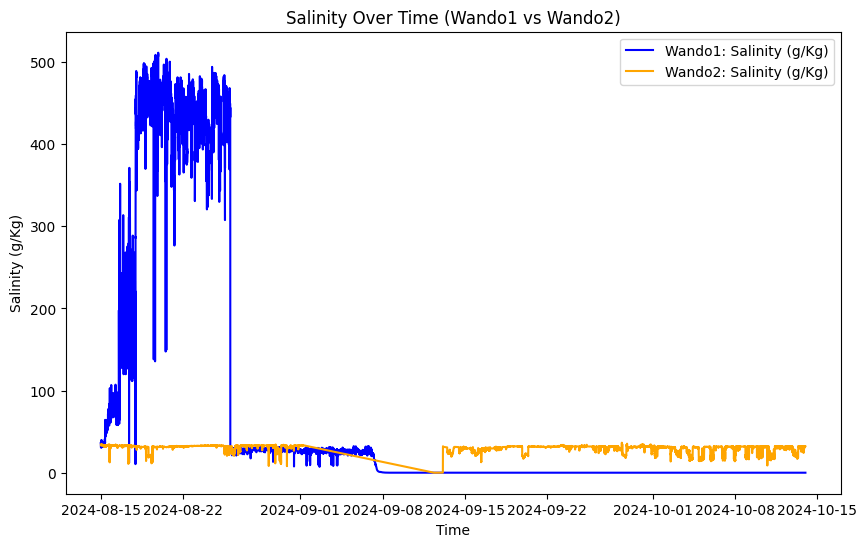 Salinity Over Time (Wando1 vs Wando2)
Wando1: Salinity (g/Kg)
Wando2: Salinity (g/Kg)
Salinity (g/Kg)
500
400
300
200
100
0
2024-08-15 2024-08-22 2024-09-01 2024-09-08 2024-09-15 2024-09-22 2024-10-01 2024-10-08 2024-10-15
Time